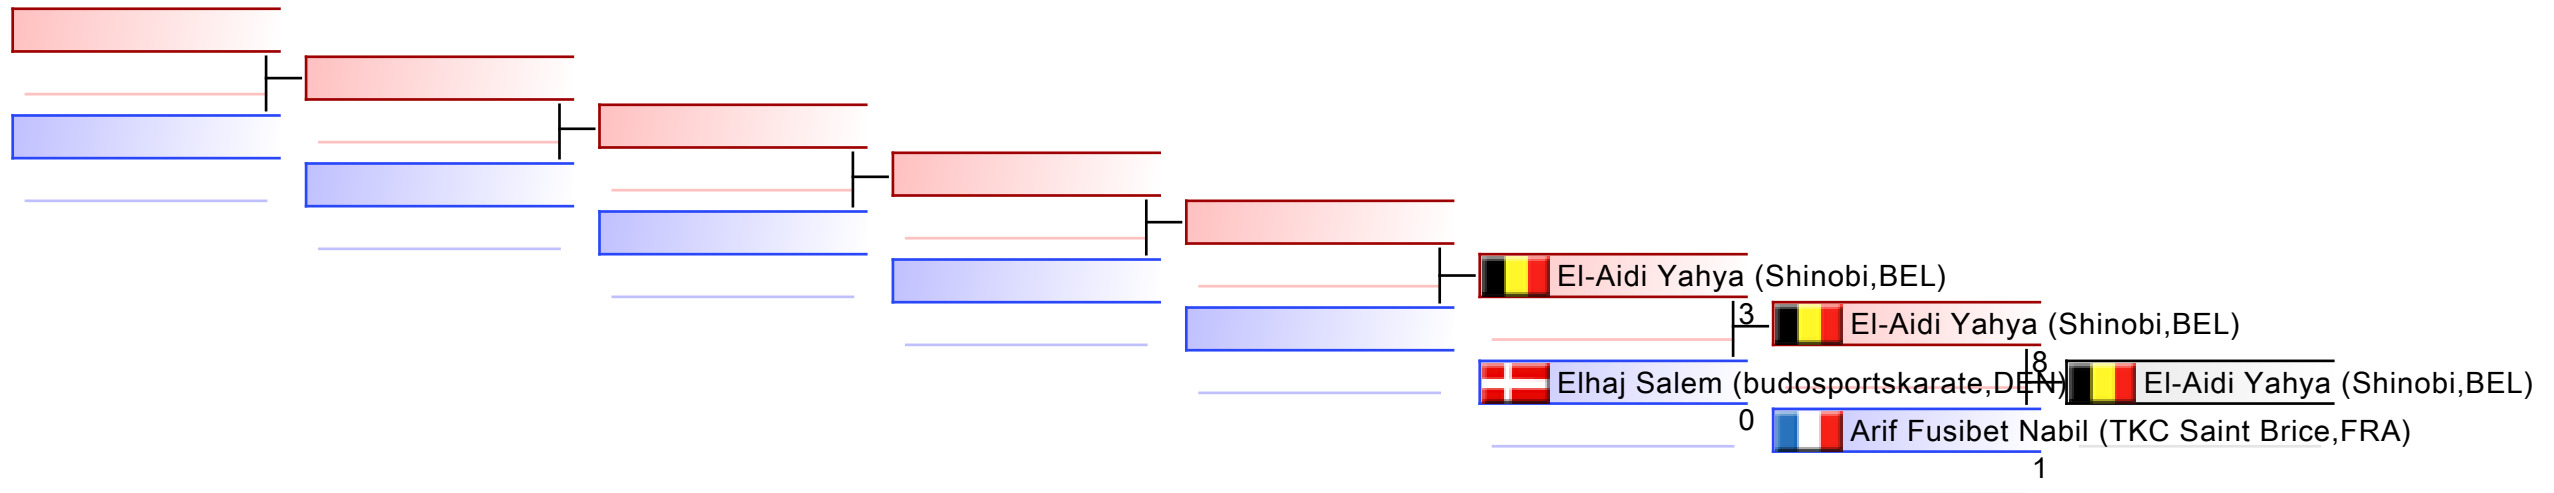 El-Aidi Yahya (Shinobi,BEL)
3
El-Aidi Yahya (Shinobi,BEL)
8
Elhaj Salem (budosportskarate,DEN)
El-Aidi Yahya (Shinobi,BEL)
0
Arif Fusibet Nabil (TKC Saint Brice,FRA)
1